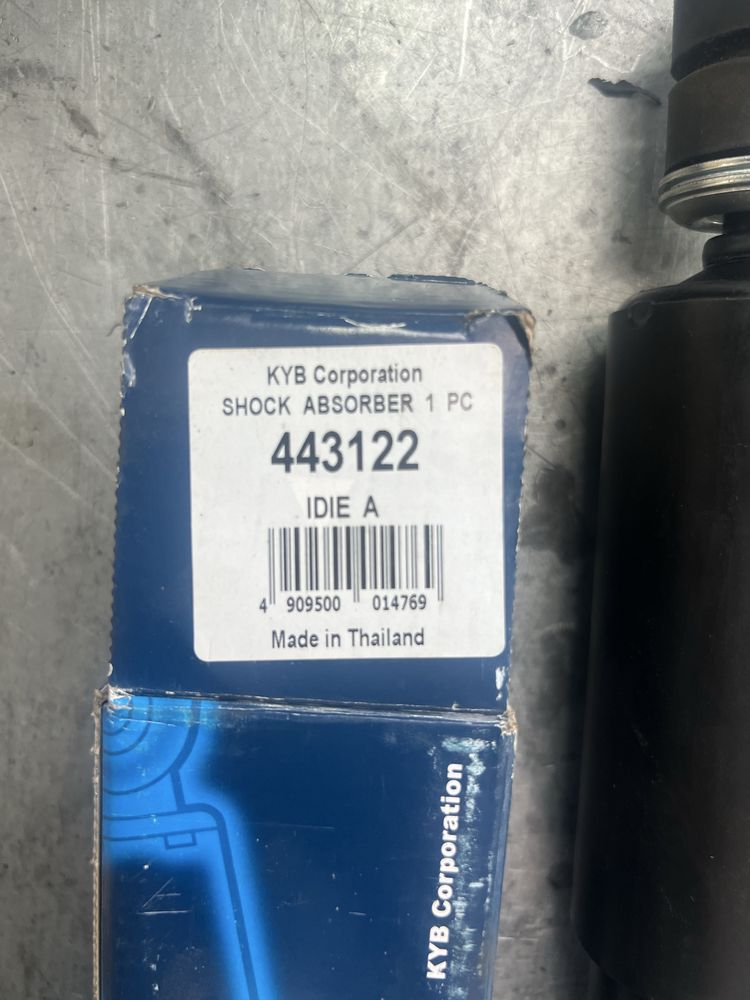 KYB Corporation
SHOCK ABSORBER 1 PC
443122
IDIE A
4 909500 014769
Made in Thailand
KYB Corporation